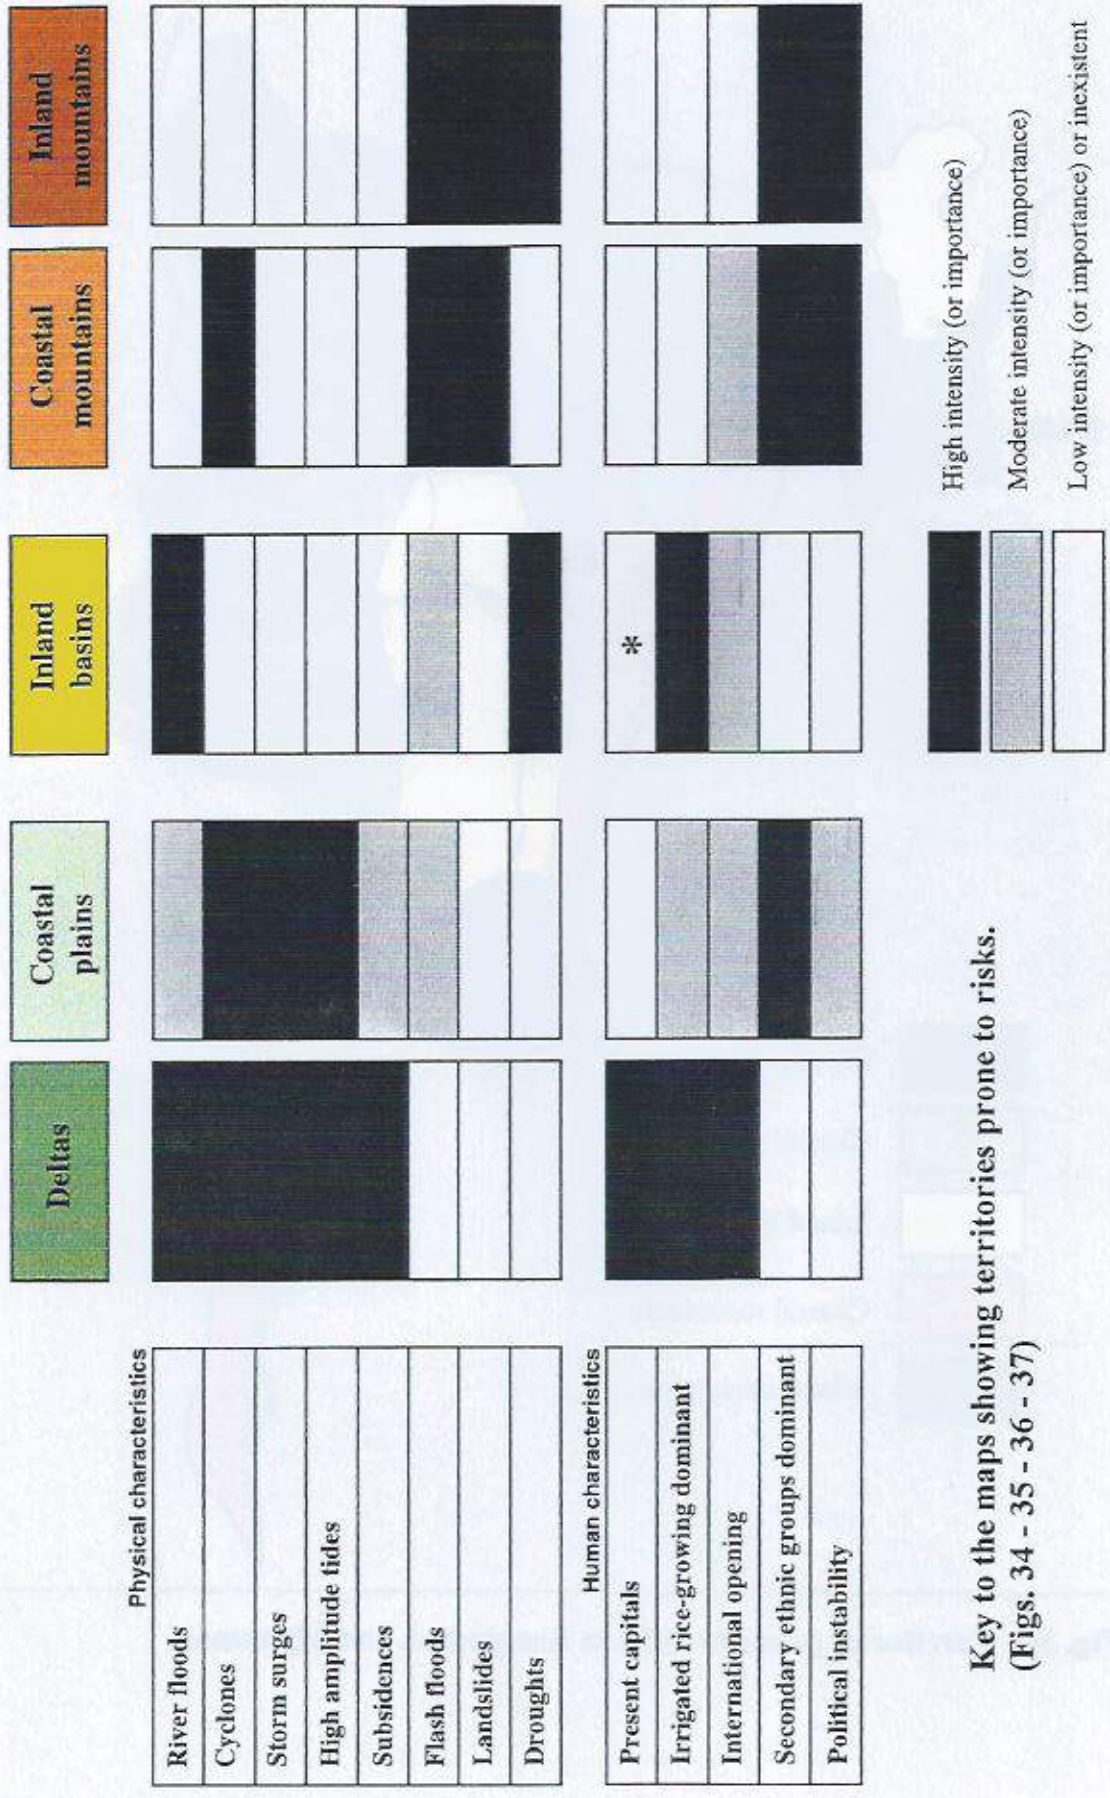 Deltas
Coastal
plains
Inland
basins
Coastal
mountains
Inland
mountains
Physical characteristics
River floods
Cyclones
Storm surges
High amplitude tides
Subsidences
Flash floods
Landslides
Droughts
Human characteristics
Present capitals
*
Irrigated rice-growing dominant
International opening
Secondary ethnic groups dominant
Political instability
High intensity (or importance)
Moderate intensity (or importance)
Low intensity (or importance) or inexistent
Key to the maps showing territories prone to risks.
(Figs. 34 - 35 - 36 - 37)